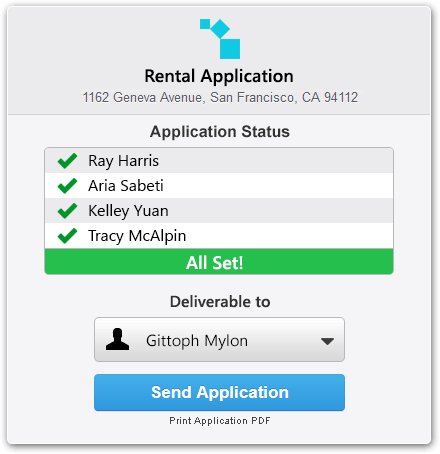 Rental Application
1162 Geneva Avenue, San Francisco, CA 94112
Application Status
Ray Harris
Aria Sabeti
Kelley Yuan
Tracy McAlpin
All Set!
Deliverable to
Gittoph Mylon
Send Application
Print Application PDF